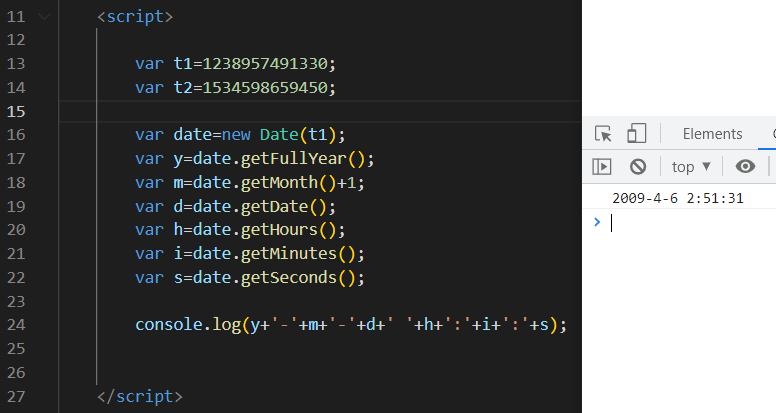 11 <script>
12
13 var t1=1238957491330;
14 var t2=1534598659450;
15
16 var date=new Date(t1);
17 var y=date.getFullYear();
18 var m=date.getMonth()+1;
19 var d=date.getDate();
20 var h=date.getHours();
21 var i=date.getMinutes();
22 var s=date.getSeconds();
23
24 console.log(y+'-'+m+'-'+d+' '+h+':'+i+':'+s);
25
26
27 </script>
Elements
top ▼
2009-4-6 2:51:31
>